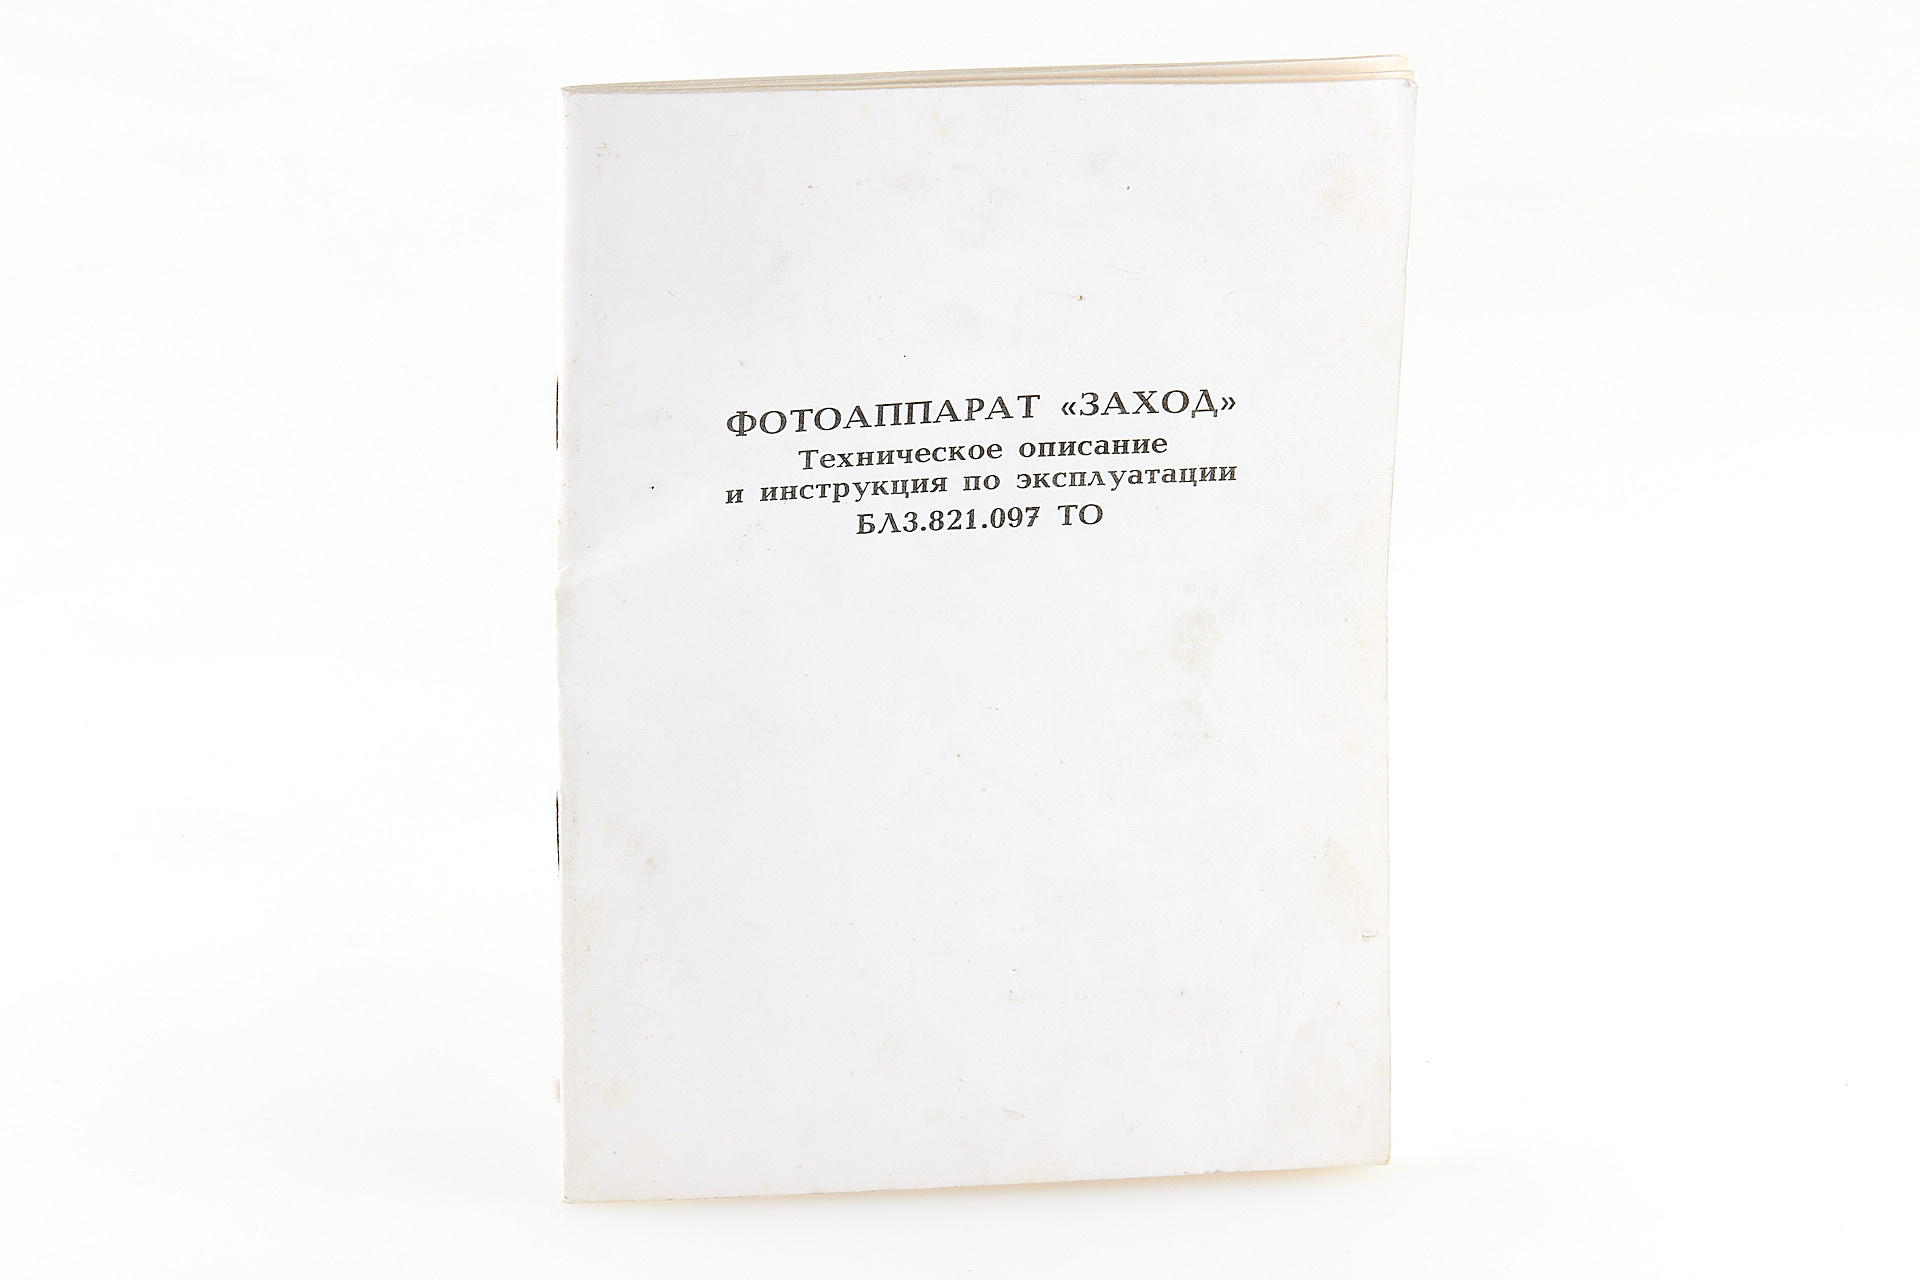 ФОТОАППАРАТ «ЗАХОД»
Техническое описание
и инструкция по эксплуатации
БЛ3.821.097 ТО